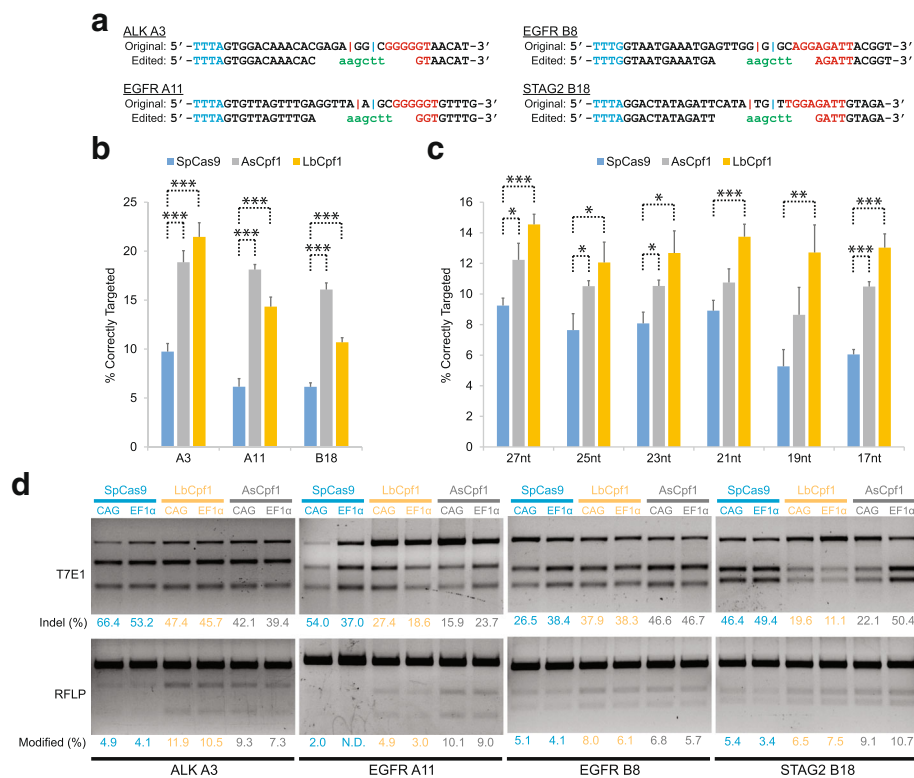 a
ALK A3
Original: 5’-TTTAGTGGACAAACACGAGA|GG|CGGGGGTAACAT-3’
Edited: 5’-TTTAGTGGACAAACAC aagctt GTAACAT-3’
EGFR B8
Original: 5’-TTTGGTAATGAAATGAGTTGG|G|GCAGGAGATTACGGT-3’
Edited: 5’-TTTGGTAATGAAATGA aagctt AGATTACGGT-3’
EGFR A11
Original: 5’-TTTAGTGTTAGTTTGAGGTTA|A|GCGGGGGTGTTTG-3’
Edited: 5’-TTTAGTGTTAGTTTGA aagctt GGTGTTTG-3’
STAG2 B18
Original: 5’-TTTAGGACTATAGATTCATA|TG|TTGGAGATTGTAGA-3’
Edited: 5’-TTTAGGACTATAGATT aagctt GATTGTAGA-3’
b
SpCas9 AsCpf1 LbCpf1
% Correctly Targeted
25
20
15
10
5
0
*** *** *** *** *** ***
A3 A11 B18
c
SpCas9 AsCpf1 LbCpf1
% Correctly Targeted
16
14
12
10
8
6
4
2
0
*** * * * * * *** ** *** ***
27nt 25nt 23nt 21nt 19nt 17nt
d
SpCas9 LbCpf1 AsCpf1 SpCas9 LbCpf1 AsCpf1 SpCas9 LbCpf1 AsCpf1 SpCas9 LbCpf1 AsCpf1
CAG EF1α CAG EF1α CAG EF1α CAG EF1α CAG EF1α CAG EF1α CAG EF1α CAG EF1α CAG EF1α CAG EF1α CAG EF1α CAG EF1α
T7E1
Indel (%) 66.4 53.2 47.4 45.7 42.1 39.4 54.0 37.0 27.4 18.6 15.9 23.7 26.5 38.4 37.9 38.3 46.6 46.7 46.4 49.4 19.6 11.1 22.1 50.4
RFLP
Modified (%) 4.9 4.1 11.9 10.5 9.3 7.3 2.0 N.D. 4.9 3.0 10.1 9.0 5.1 4.1 8.0 6.1 6.8 5.7 5.4 3.4 6.5 7.5 9.1 10.7
ALK A3 EGFR A11 EGFR B8 STAG2 B18